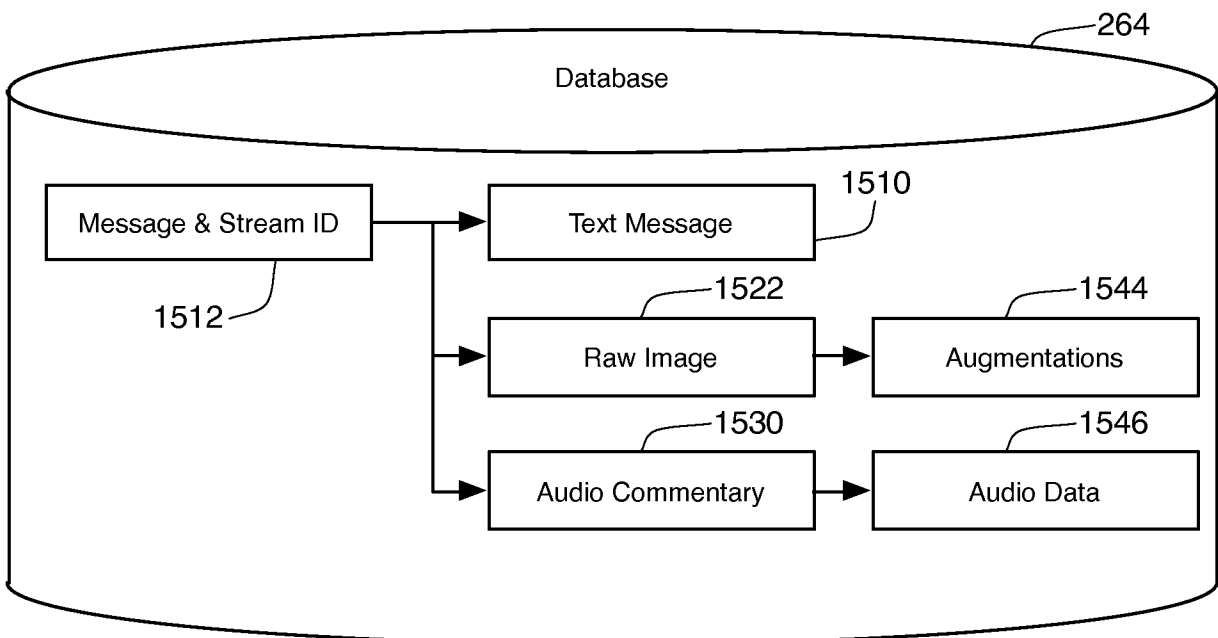 264
Database
1510
Message & Stream ID
Text Message
1512
1522
1544
Raw Image
Augmentations
1530
1546
Audio Commentary
Audio Data